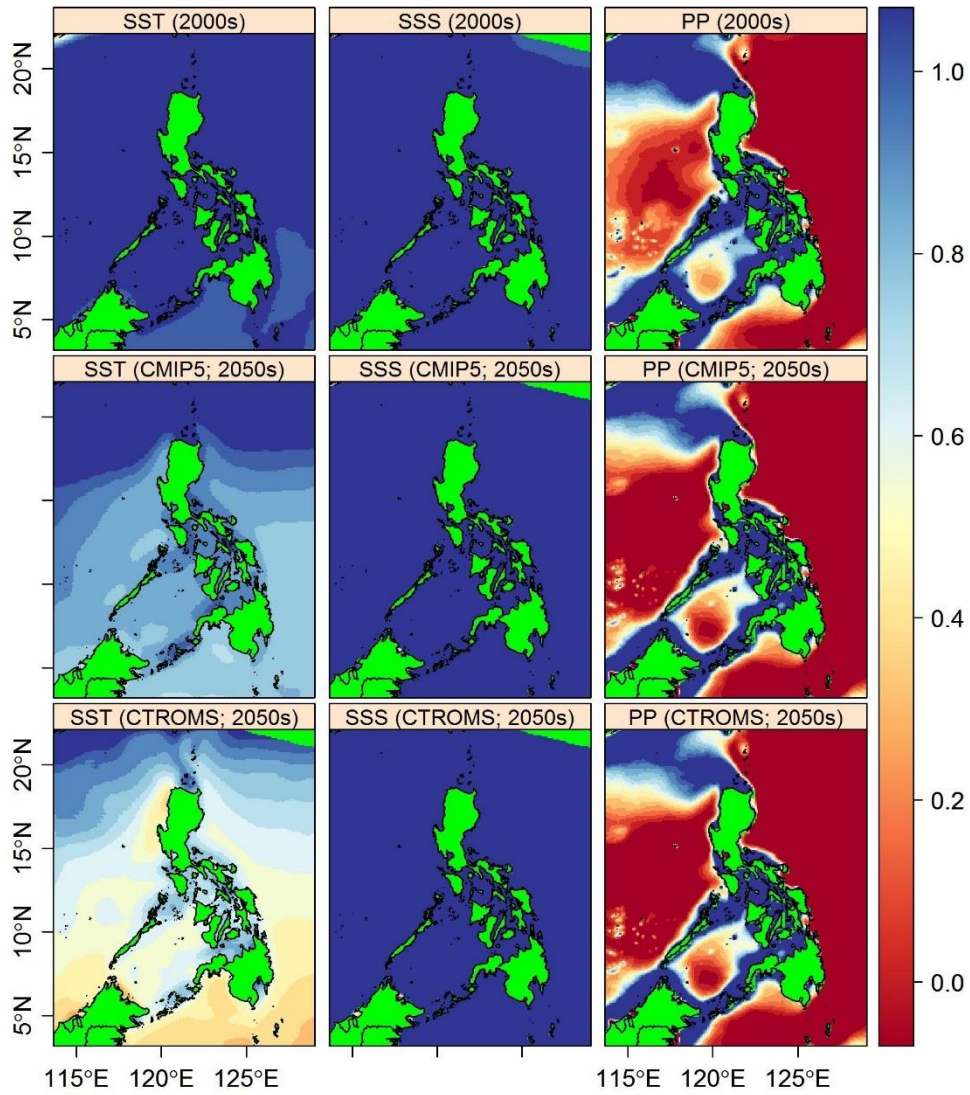 SST (2000s) SSS (2000s) PP (2000s)
20°N
15°N
10°N
5°N
SST (CMIP5; 2050s) SSS (CMIP5; 2050s) PP (CMIP5; 2050s)
SST (CTROMS; 2050s) SSS (CTROMS; 2050s) PP (CTROMS; 2050s)
20°N
15°N
10°N
5°N
115°E 120°E 125°E 115°E 120°E 125°E
1.0
0.8
0.6
0.4
0.2
0.0